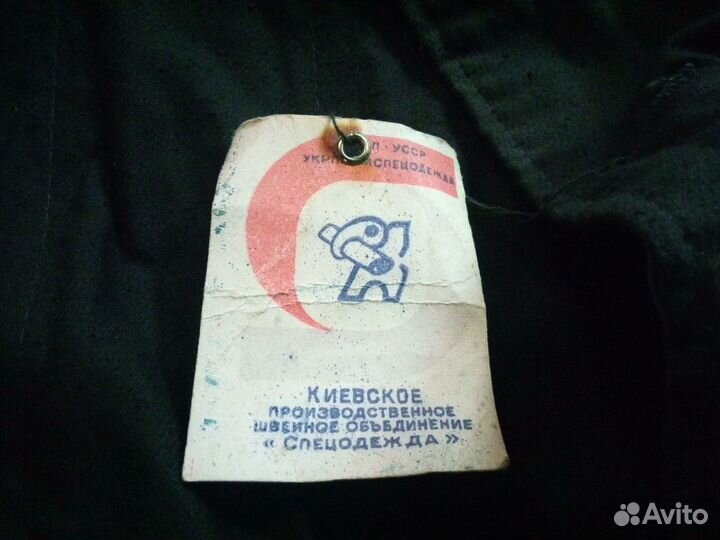 УССР
КИЕВСКОЕ
ПРОИЗВОДСТВЕННОЕ
ШВЕЙНОЕ ОБЪЕДИНЕНИЕ
« СПЕЦОДЕЖДА »
Avito